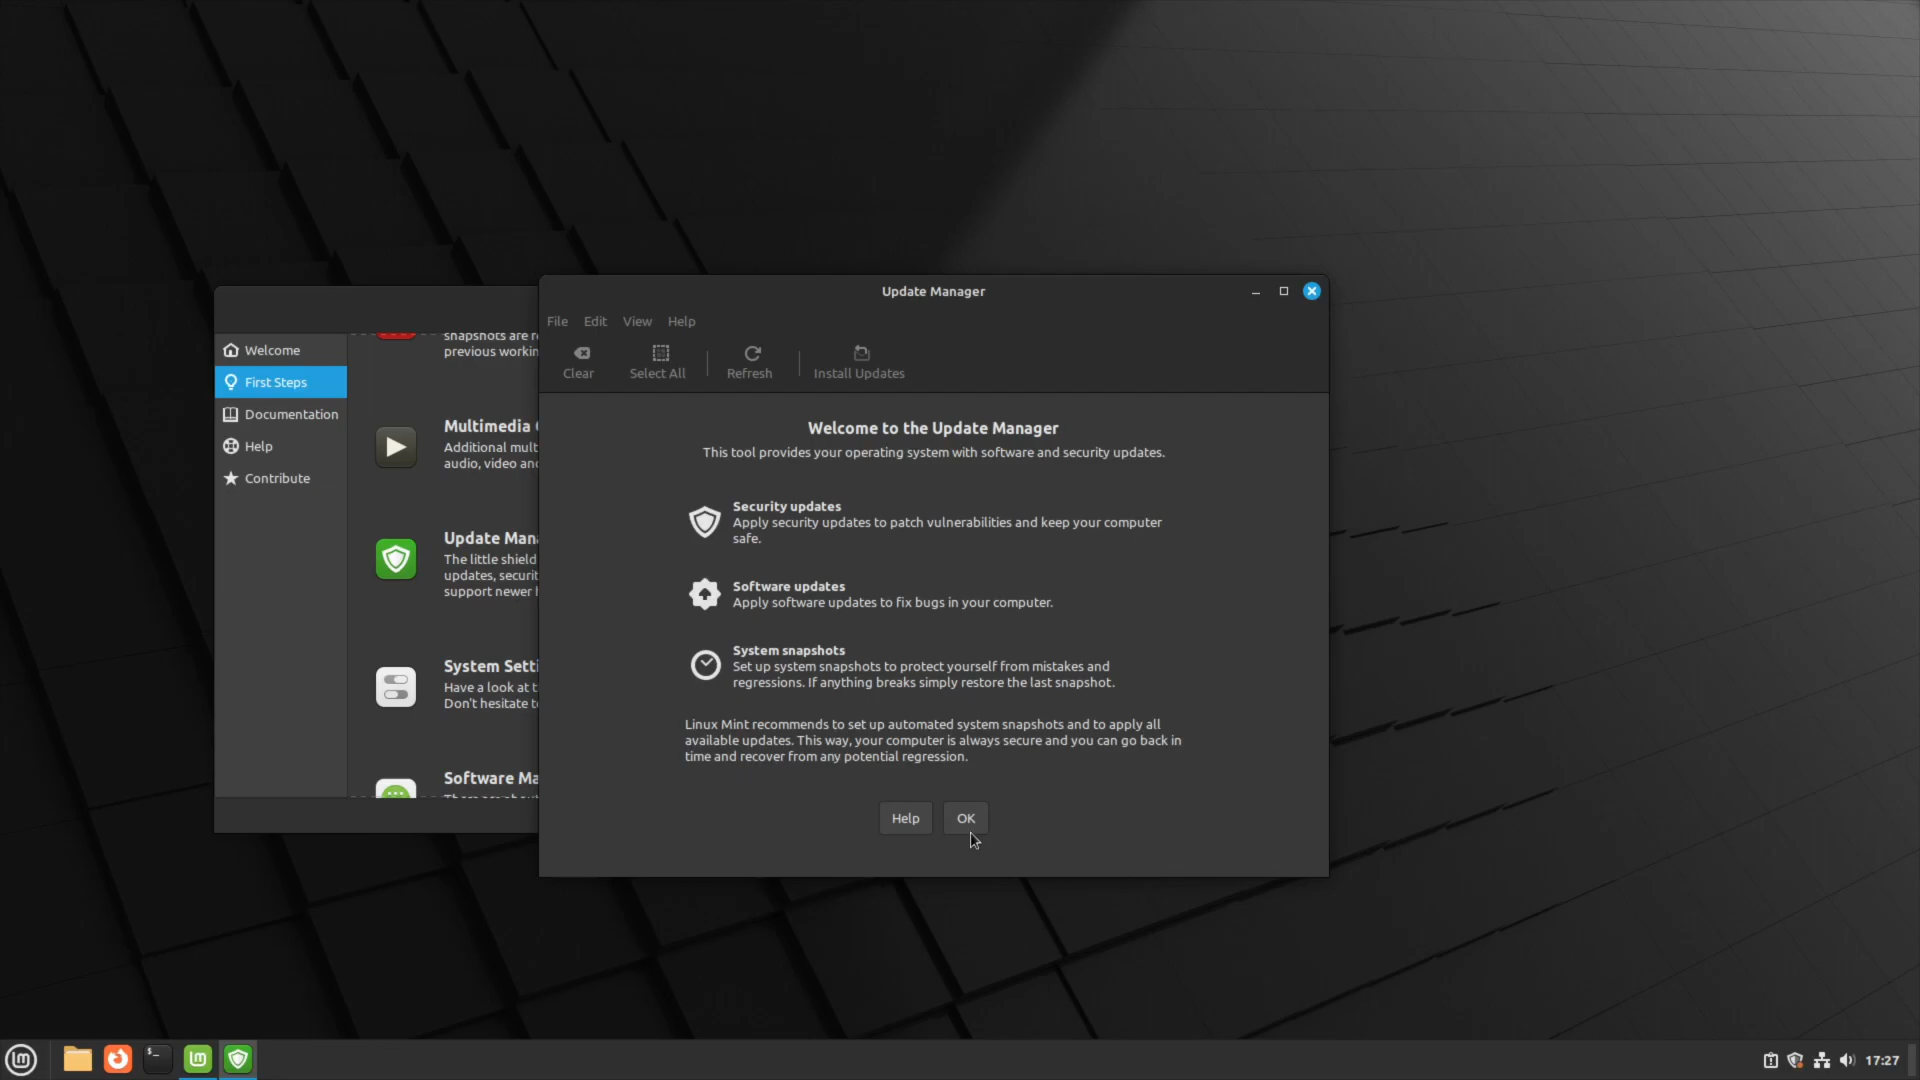 Update Manager
File Edit View Help
Clear Select All Refresh Install Updates
Welcome to the Update Manager
This tool provides your operating system with software and security updates.
Security updates
Apply security updates to patch vulnerabilities and keep your computer
safe.
Software updates
Apply software updates to fix bugs in your computer.
System snapshots
Set up system snapshots to protect yourself from mistakes and
regressions. If anything breaks simply restore the last snapshot.
Linux Mint recommends to set up automated system snapshots and to apply all
available updates. This way, your computer is always secure and you can go back in
time and recover from any potential regression.
Help OK
Welcome
First Steps
Documentation
Help
Contribute
snapshots are
previous
Multimedia
Additional
audio, video
Update
The little shield
updates,
support newer
System
Have a look at
Don't hesitate
Software
17:27